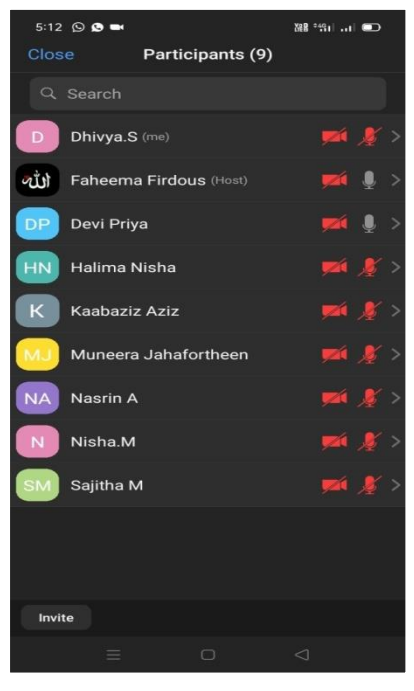 5:12
Close Participants (9)
Search
D Dhivya.S (me)
الله Faheema Firdous (Host)
DP Devi Priya
HN Halima Nisha
K Kaabaziz Aziz
MJ Muneera Jahafortheen
NA Nasrin A
N Nisha.M
SM Sajitha M
Invite